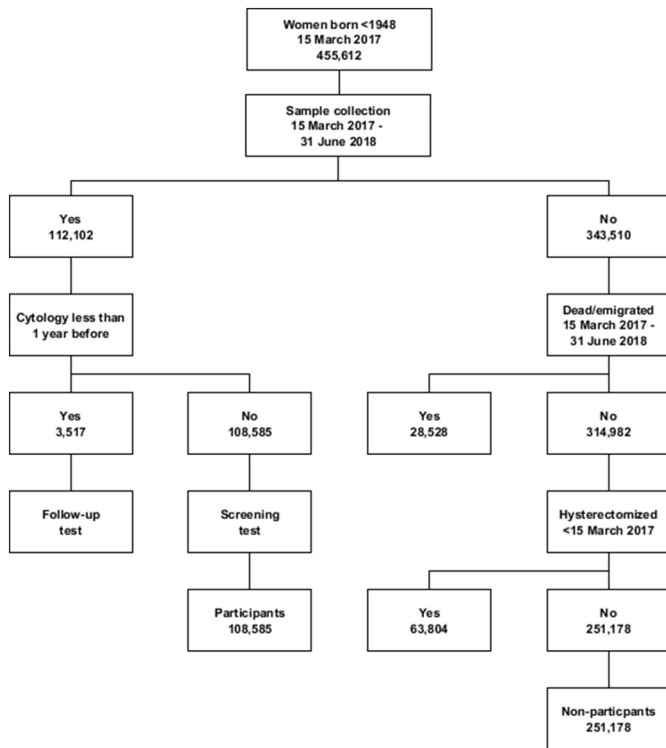 Women born <1948
15 March 2017
455,612
Sample collection
15 March 2017 -
31 June 2018
Yes
112,102
No
343,510
Cytology less than
1 year before
Dead/emigrated
15 March 2017
- 31 June 2018
Yes
3,517
No
108,585
Yes
28,528
No
314,982
Follow-up
test
Screening
test
Hysterectomized
<15 March 2017
Participants
108,585
Yes
63,804
No
251,178
Non-particpants
251,178